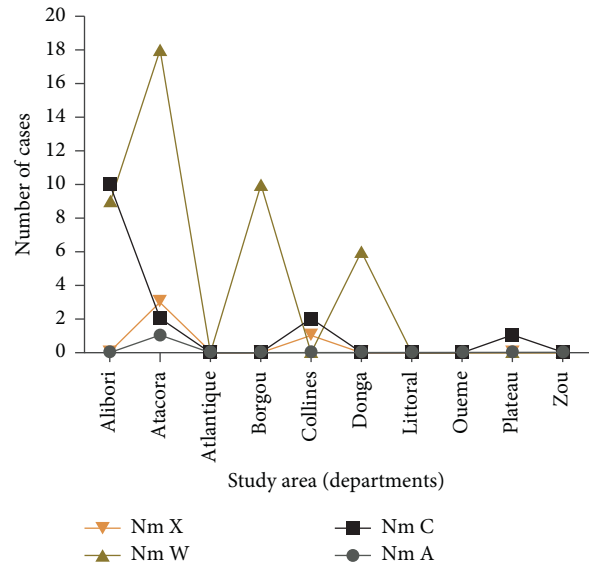 20
18
16
14
12
10
8
6
4
2
0
Number of cases
Alibori
Atacora
Atlantique
Borgou
Collines
Donga
Littoral
Oueme
Plateau
Zou
Study area (departments)
Nm X
Nm C
Nm W
Nm A